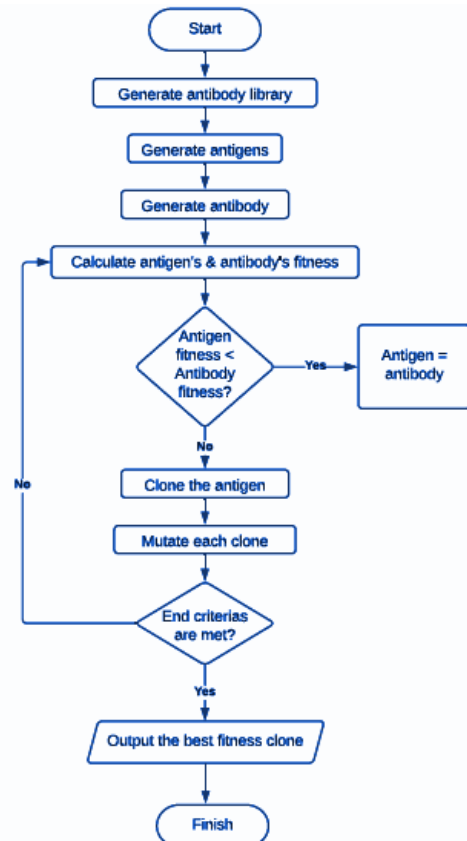 Start
Generate antibody library
Generate antigens
Generate antibody
Calculate antigen's & antibody's fitness
Antigen
fitness <
Antibody
fitness?
Yes
Antigen =
antibody
No
Clone the antigen
Mutate each clone
No
End criterias
are met?
Yes
Output the best fitness clone
Finish